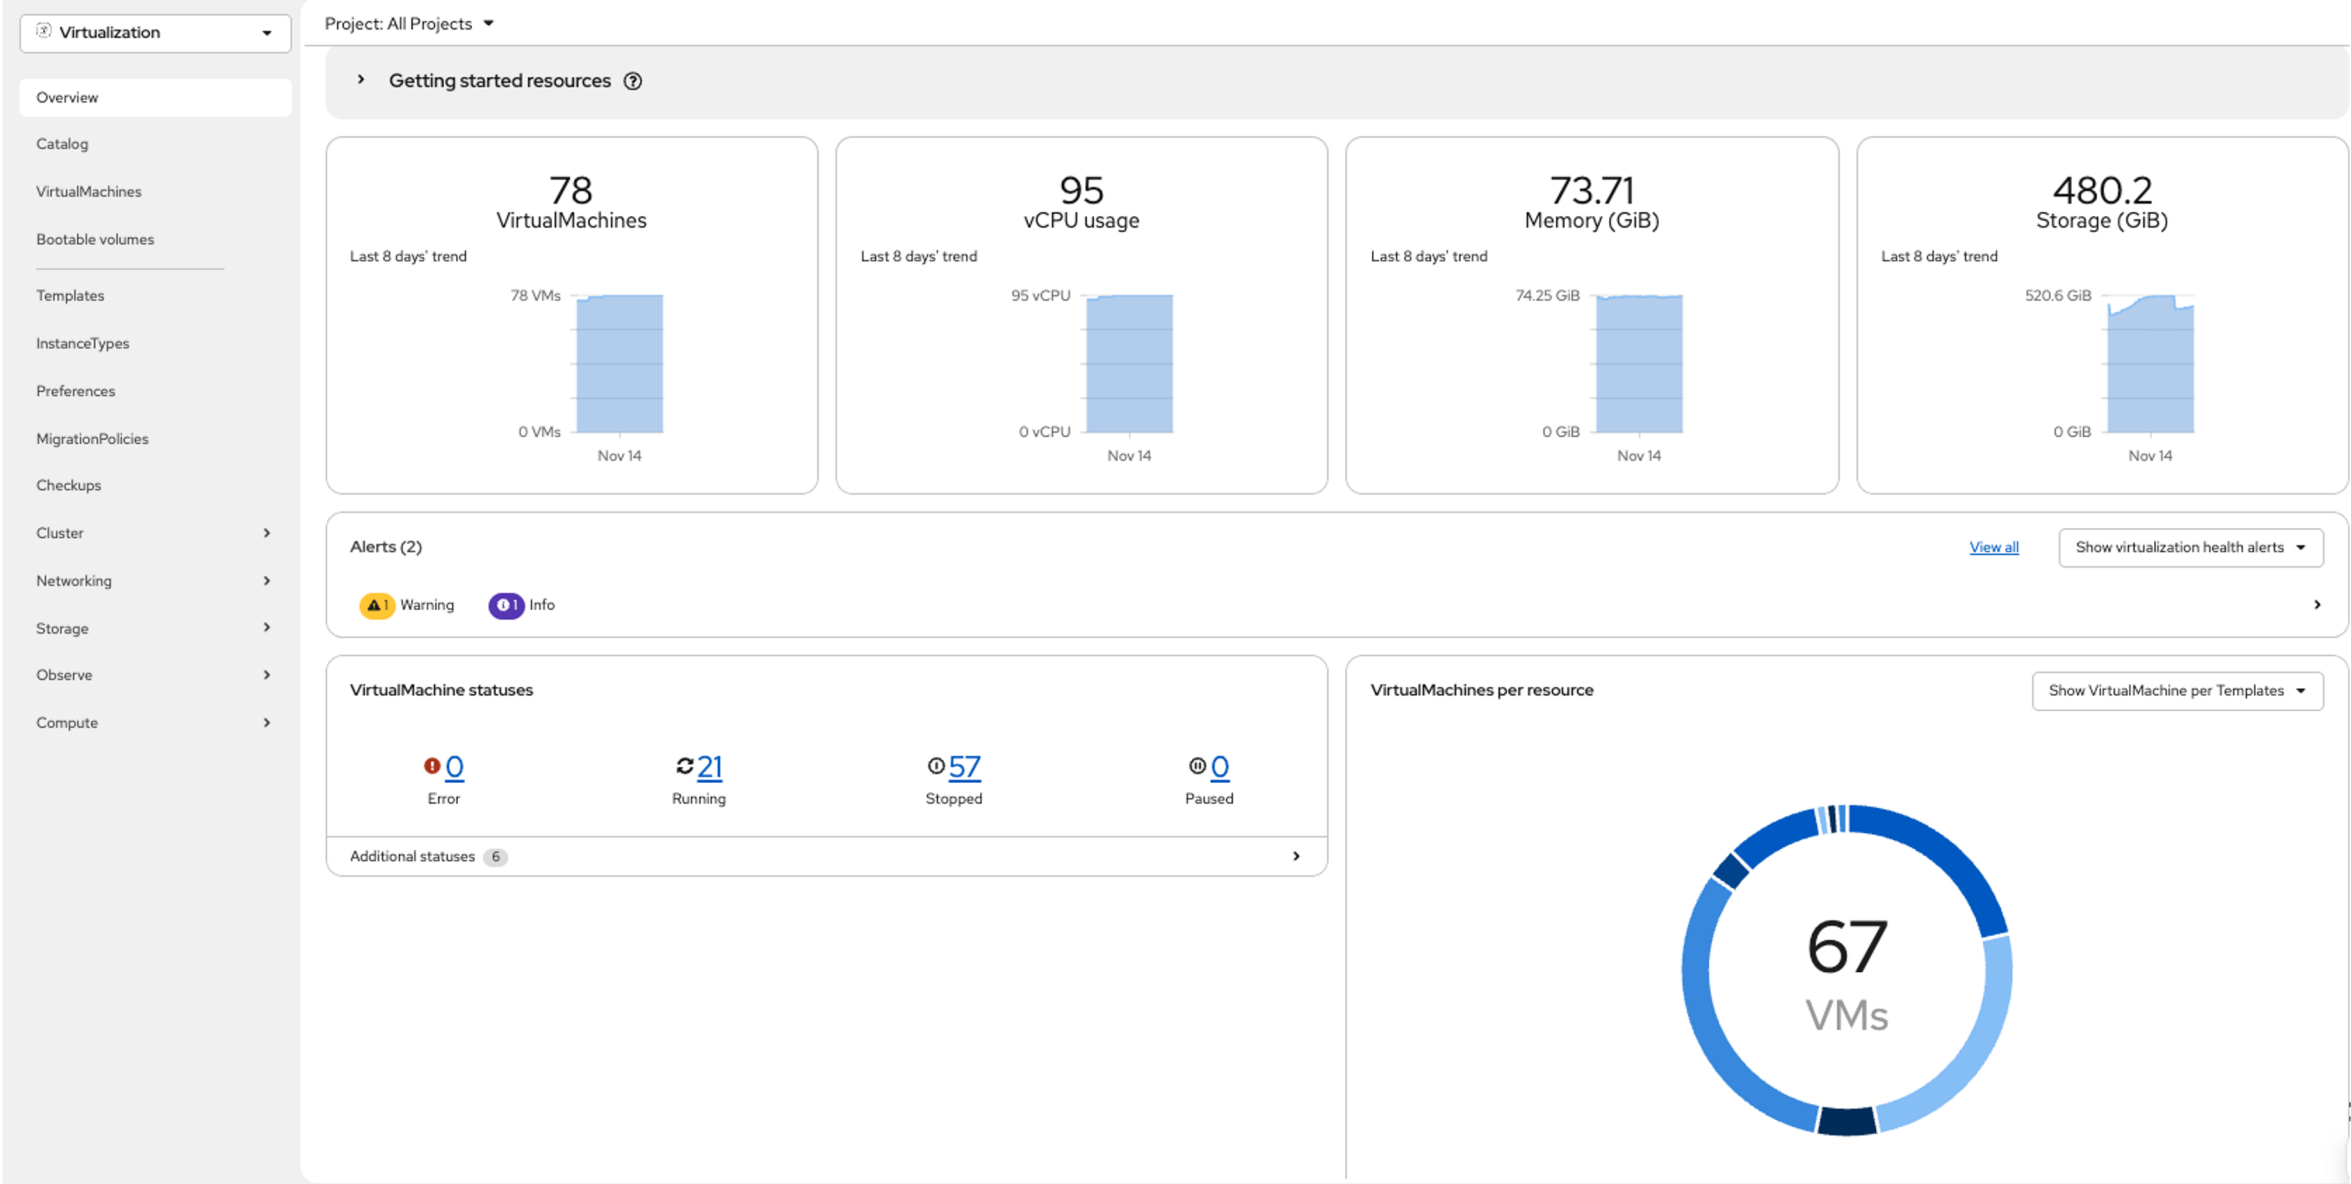 Virtualization
Project: All Projects
Overview
Catalog
VirtualMachines
Bootable volumes
Templates
InstanceTypes
Preferences
MigrationPolicies
Checkups
Cluster
Networking
Storage
Observe
Compute
Getting started resources
78
VirtualMachines
Last 8 days' trend
78 VMs
0 VMs
Nov 14
95
vCPU usage
Last 8 days' trend
95 vCPU
0 vCPU
Nov 14
73.71
Memory (GiB)
Last 8 days' trend
74.25 GiB
0 GiB
Nov 14
480.2
Storage (GiB)
Last 8 days' trend
520.6 GiB
0 GiB
Nov 14
Alerts (2)
View all
Show virtualization health alerts
1 Warning
1 Info
VirtualMachine statuses
0
Error
21
Running
57
Stopped
0
Paused
Additional statuses 6
VirtualMachines per resource
Show VirtualMachine per Templates
67
VMs